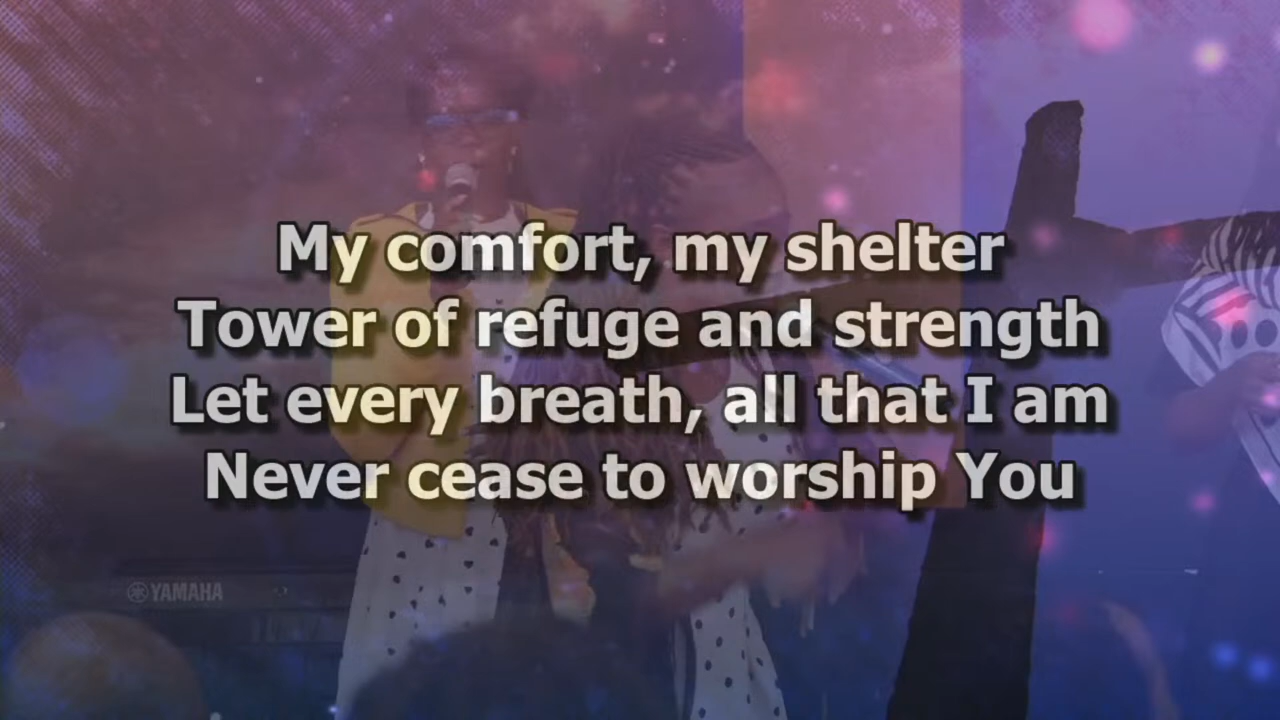 My comfort, my shelter
Tower of refuge and strength
Let every breath, all that I am
Never cease to worship You
YAMAHA